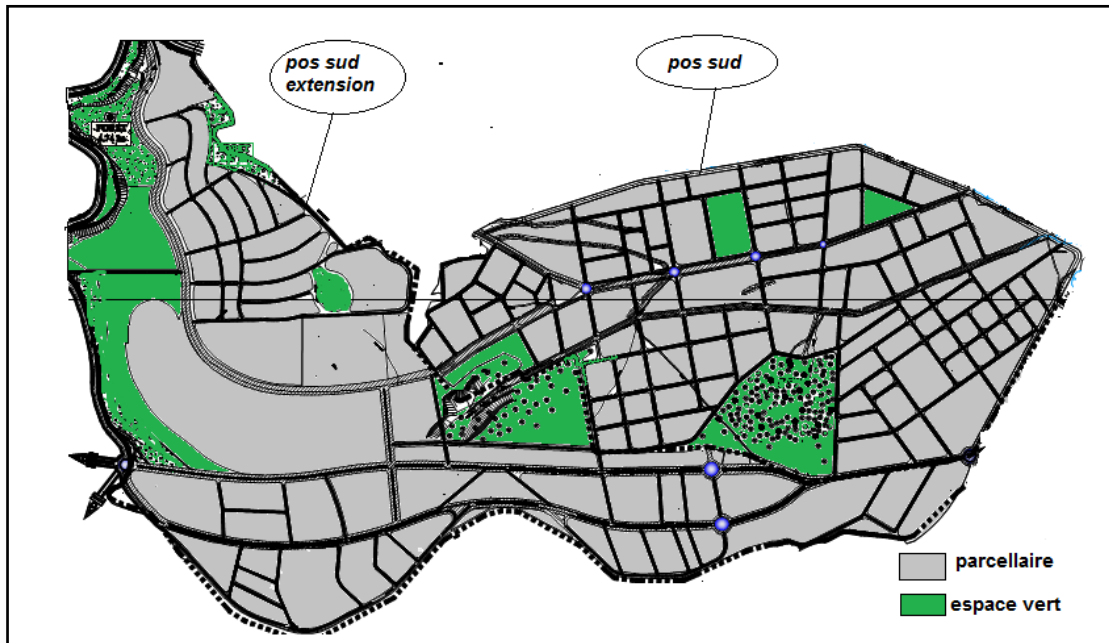 pos sud
extension
pos sud
parcellaire
espace vert